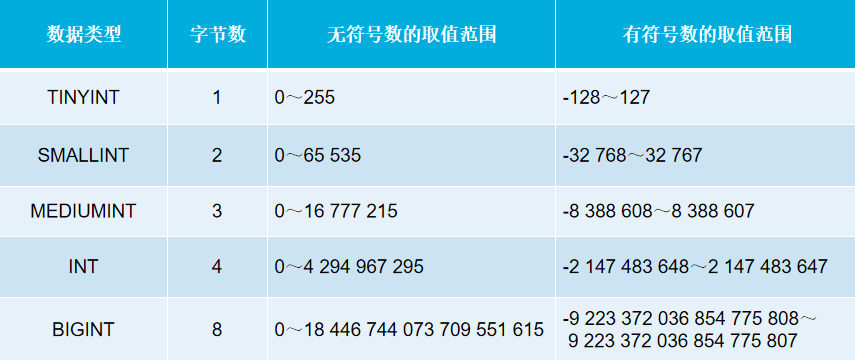 数据类型 字节数 无符号数的取值范围 有符号数的取值范围
TINYINT 1 0～255 -128～127
SMALLINT 2 0～65 535 -32 768～32 767
MEDIUMINT 3 0～16 777 215 -8 388 608～8 388 607
INT 4 0～4 294 967 295 -2 147 483 648～2 147 483 647
BIGINT 8 0～18 446 744 073 709 551 615 -9 223 372 036 854 775 808～
9 223 372 036 854 775 807